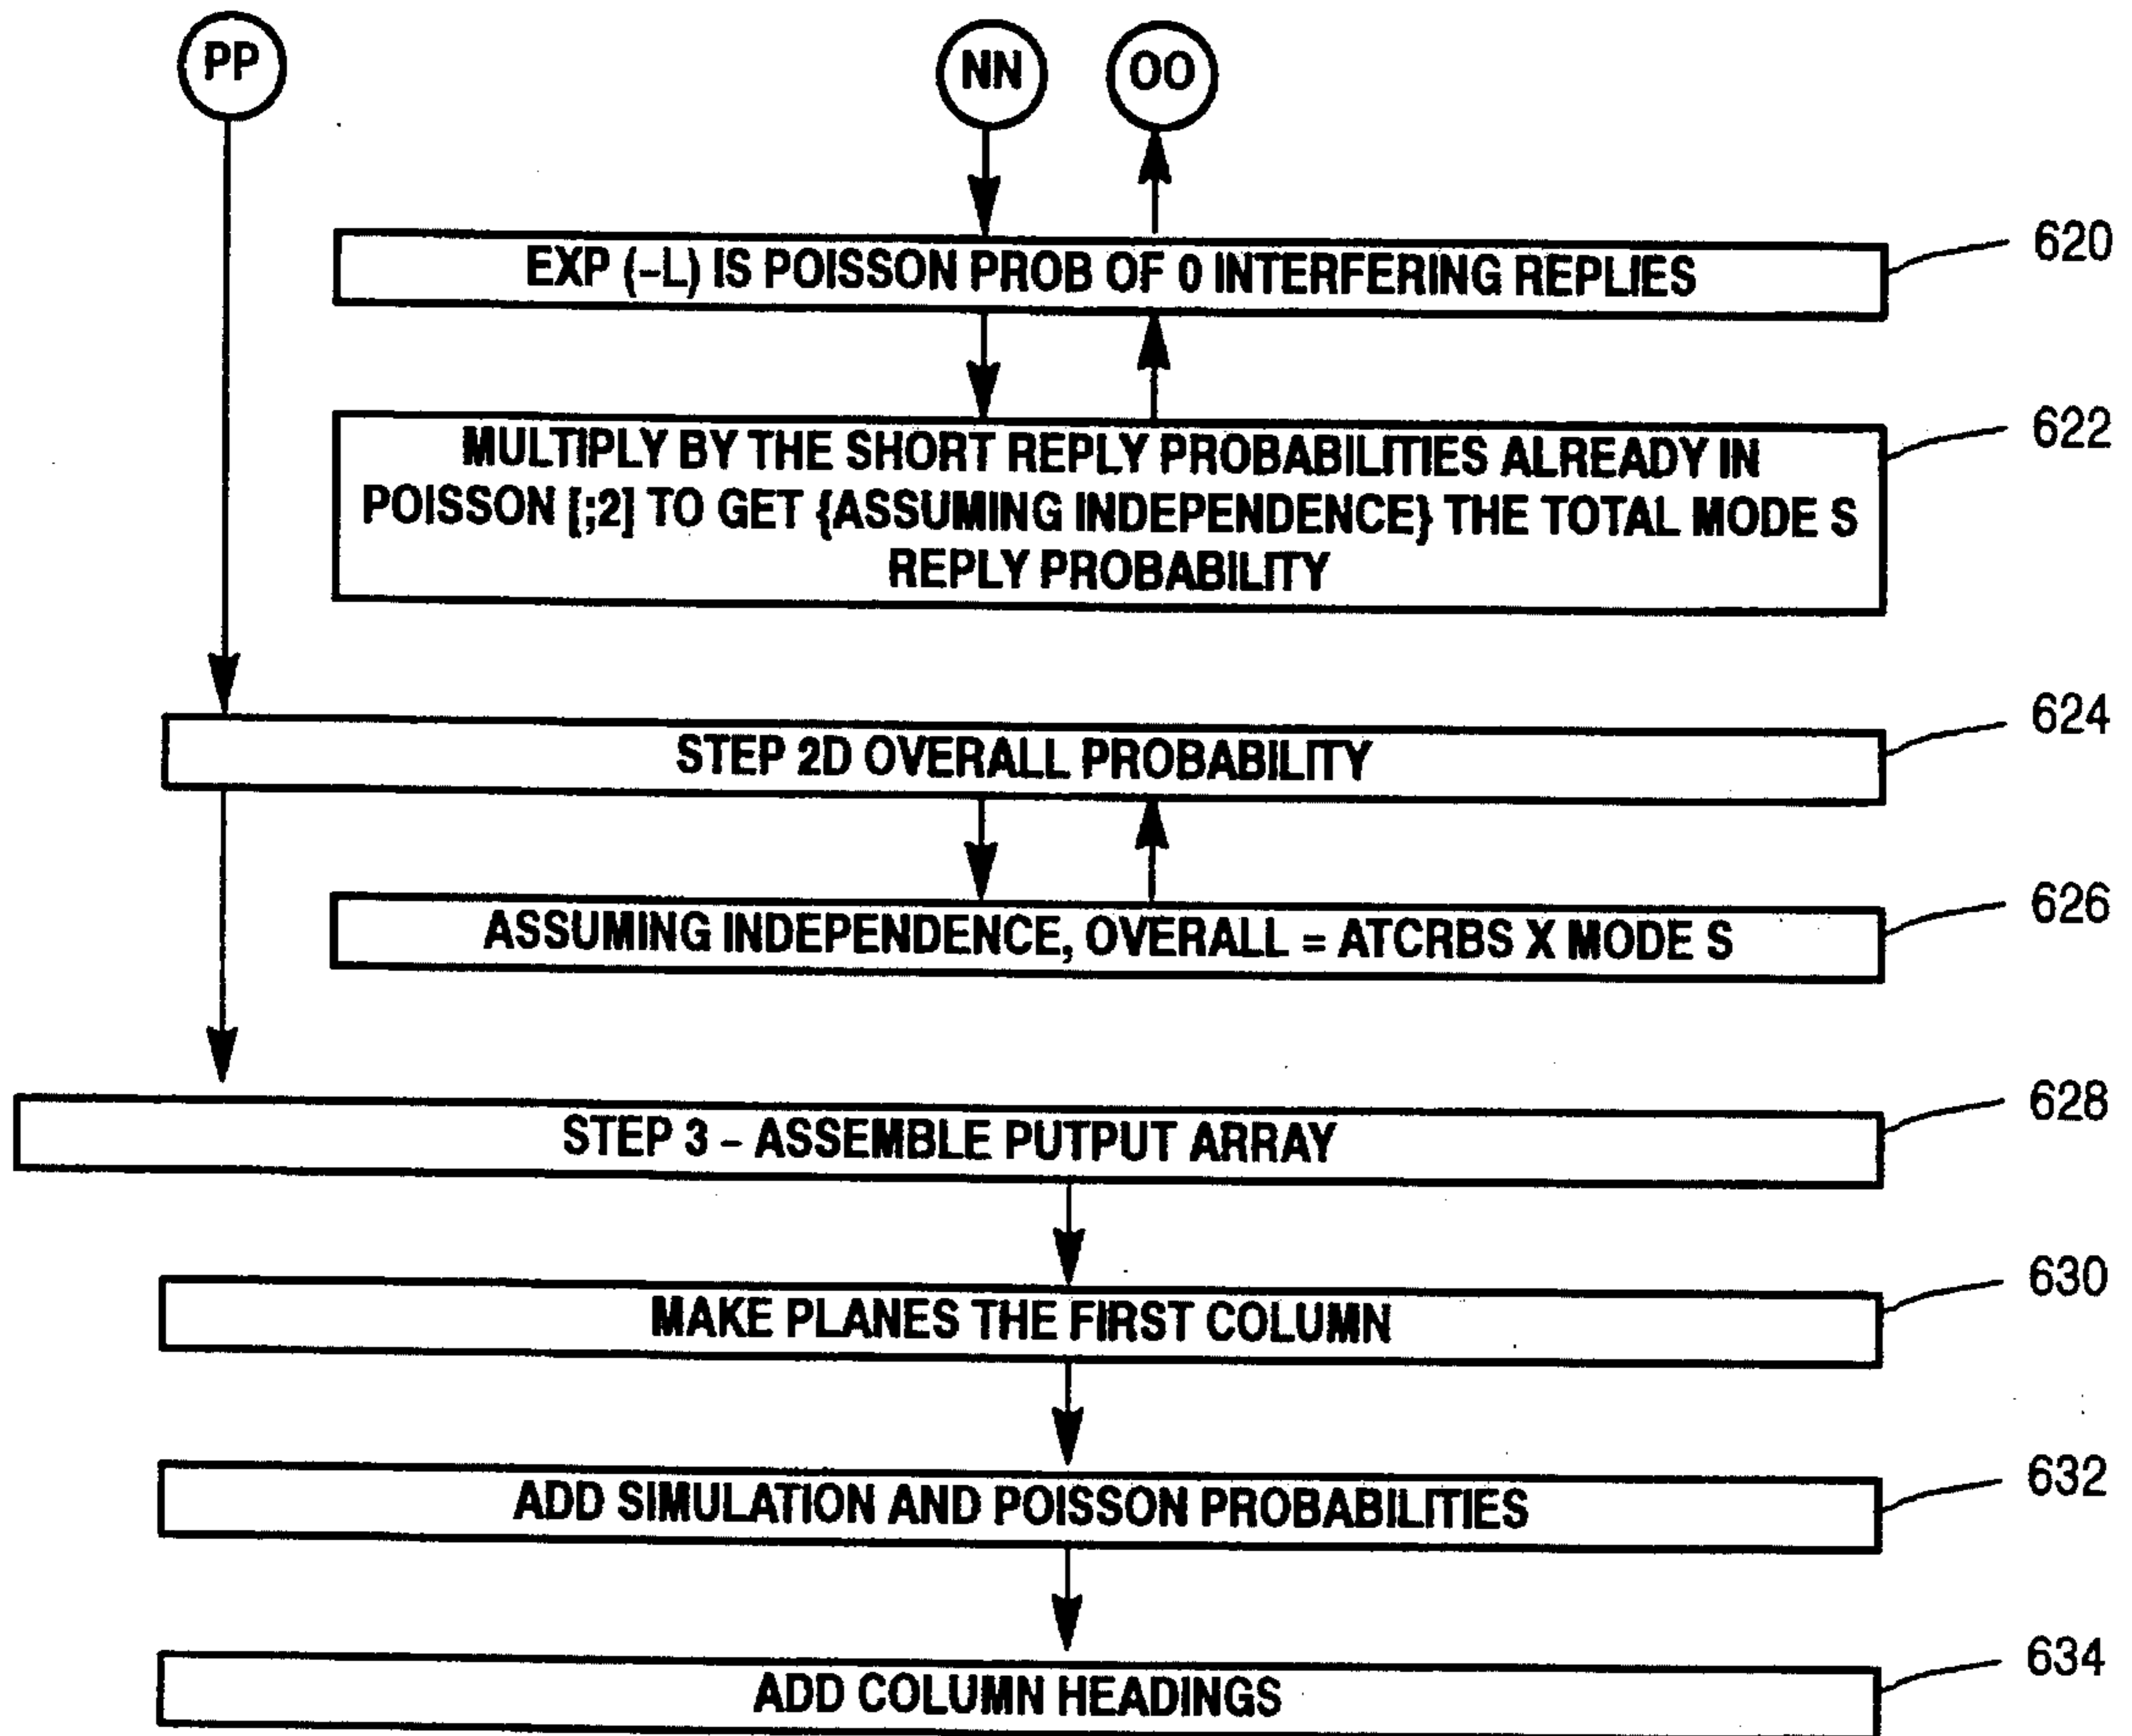 PP
NN
OO
EXP (–L) IS POISSON PROB OF 0 INTERFERING REPLIES
620
MULTIPLY BY THE SHORT REPLY PROBABILITIES ALREADY IN
POISSON [;2] TO GET {ASSUMING INDEPENDENCE} THE TOTAL MODE S
REPLY PROBABILITY
622
STEP 2D OVERALL PROBABILITY
624
ASSUMING INDEPENDENCE, OVERALL = ATCRBS X MODE S
626
STEP 3 – ASSEMBLE PUTPUT ARRAY
628
MAKE PLANES THE FIRST COLUMN
630
ADD SIMULATION AND POISSON PROBABILITIES
632
ADD COLUMN HEADINGS
634